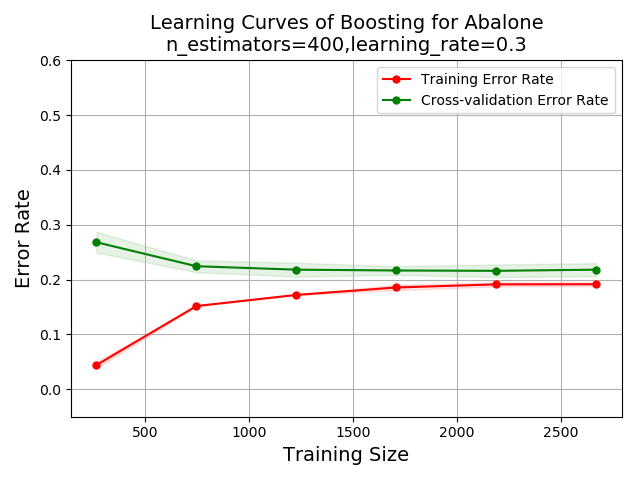 Learning Curves of Boosting for Abalone
n_estimators=400,learning_rate=0.3
Training Error Rate
Cross-validation Error Rate
Error Rate
0.6
0.5
0.4
0.3
0.2
0.1
0.0
500 1000 1500 2000 2500
Training Size